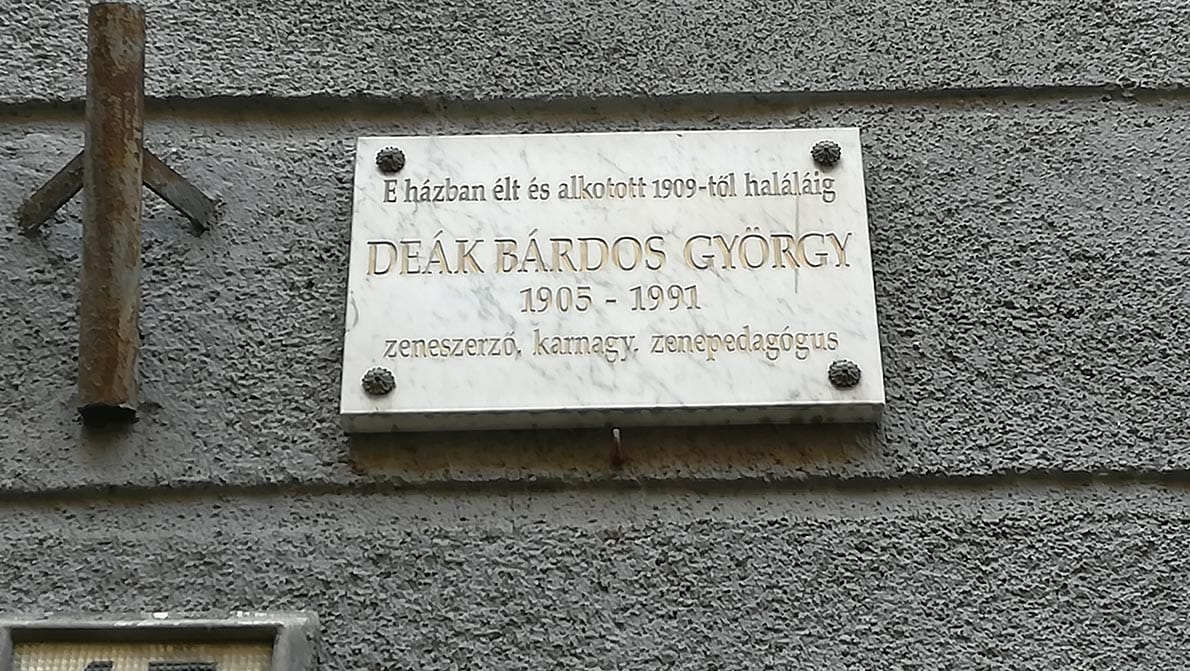 E házban élt és alkotott 1909-től haláláig
DEÁK BÁRDOS GYÖRGY
1905 - 1991
zeneszerző, karnagy, zenepedagógus